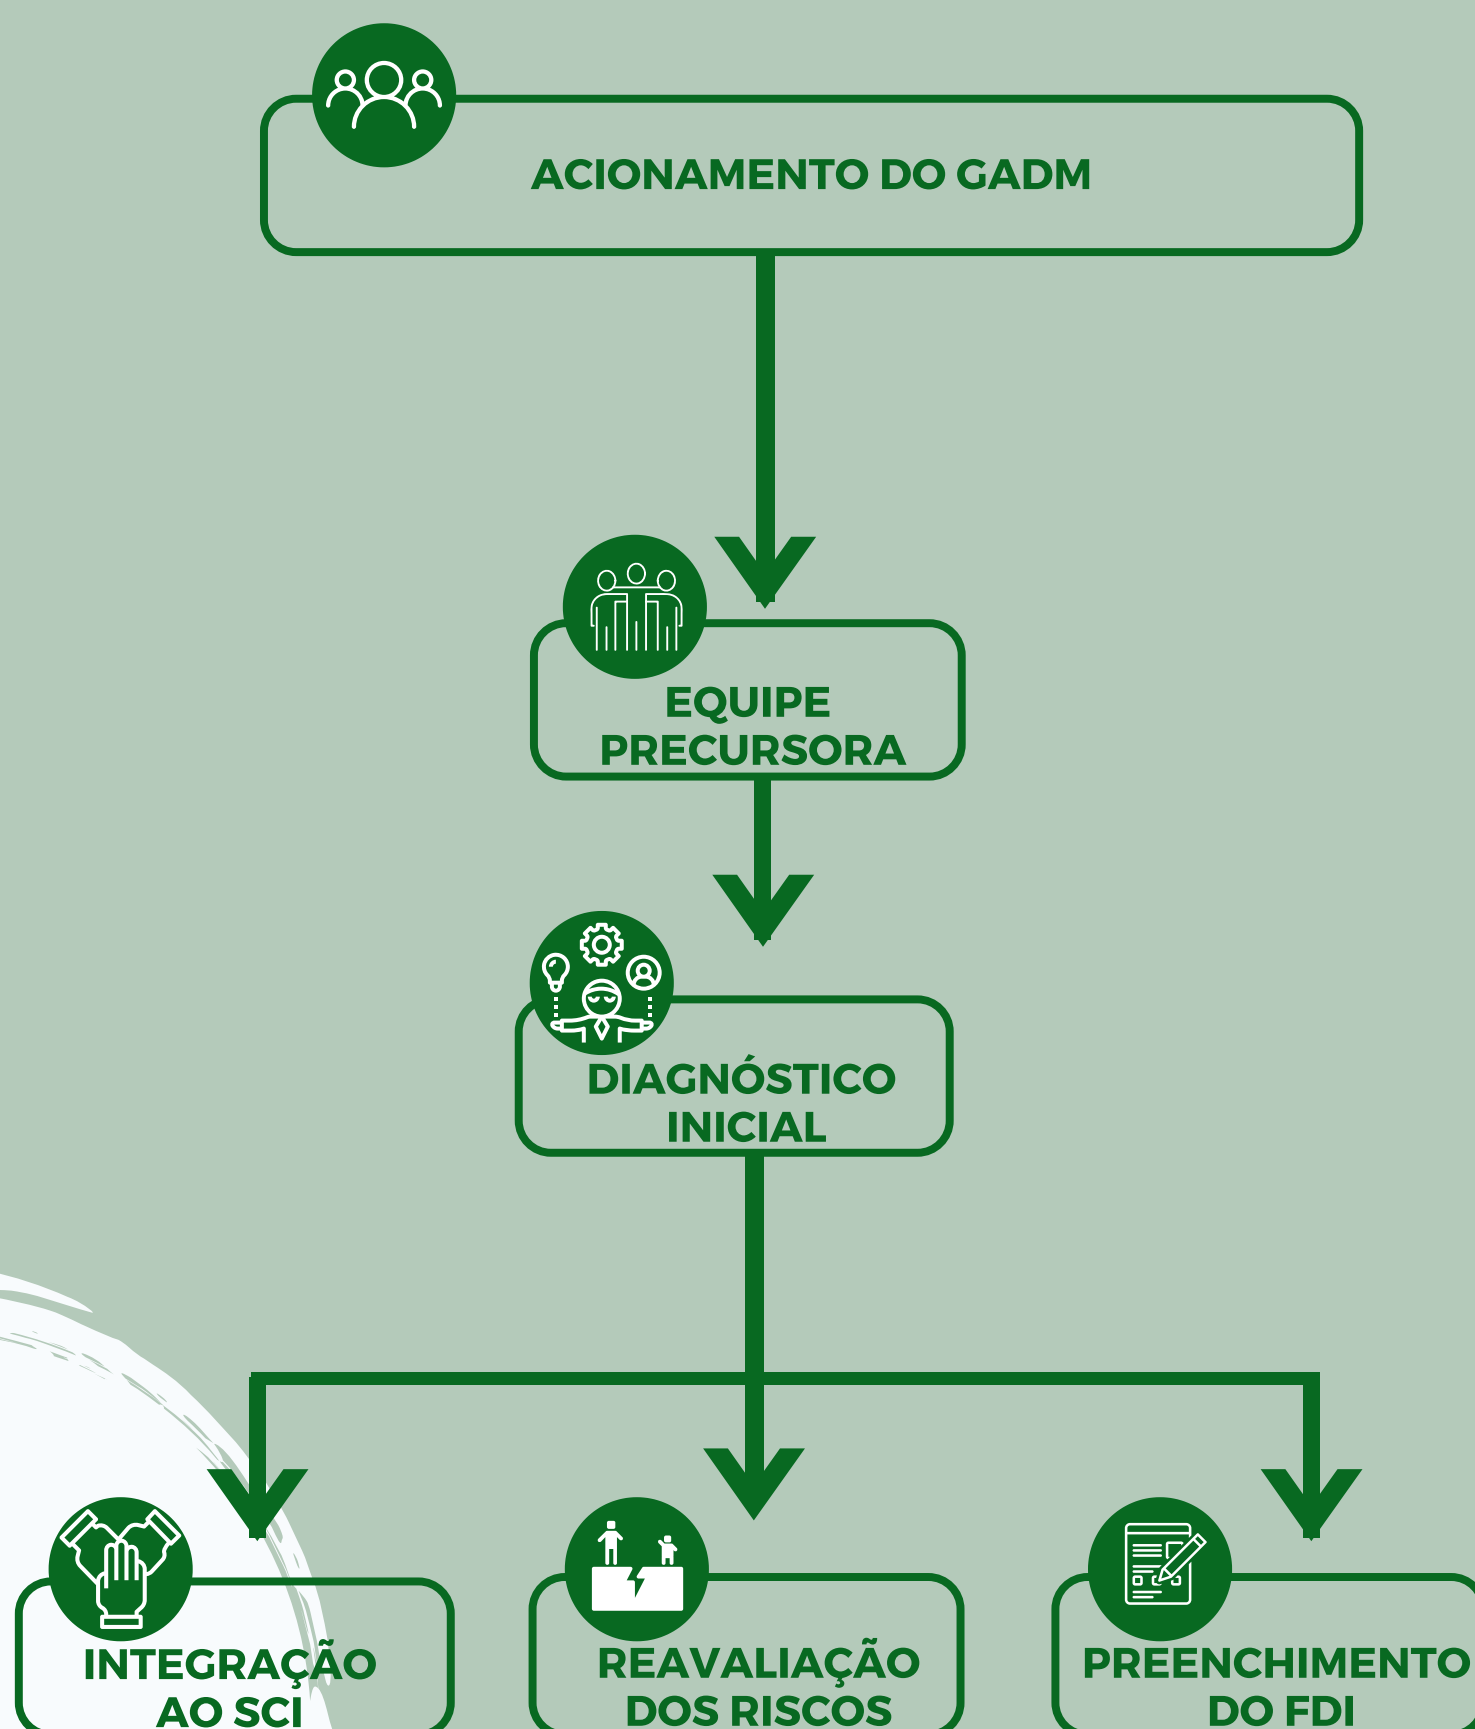 ACIONAMENTO DO GADM
EQUIPE
PRECURSORA
DIAGNÓSTICO
INICIAL
INTEGRAÇÃO
AO SCI
REAVALIAÇÃO
DOS RISCOS
PREENCHIMENTO
DO FDI